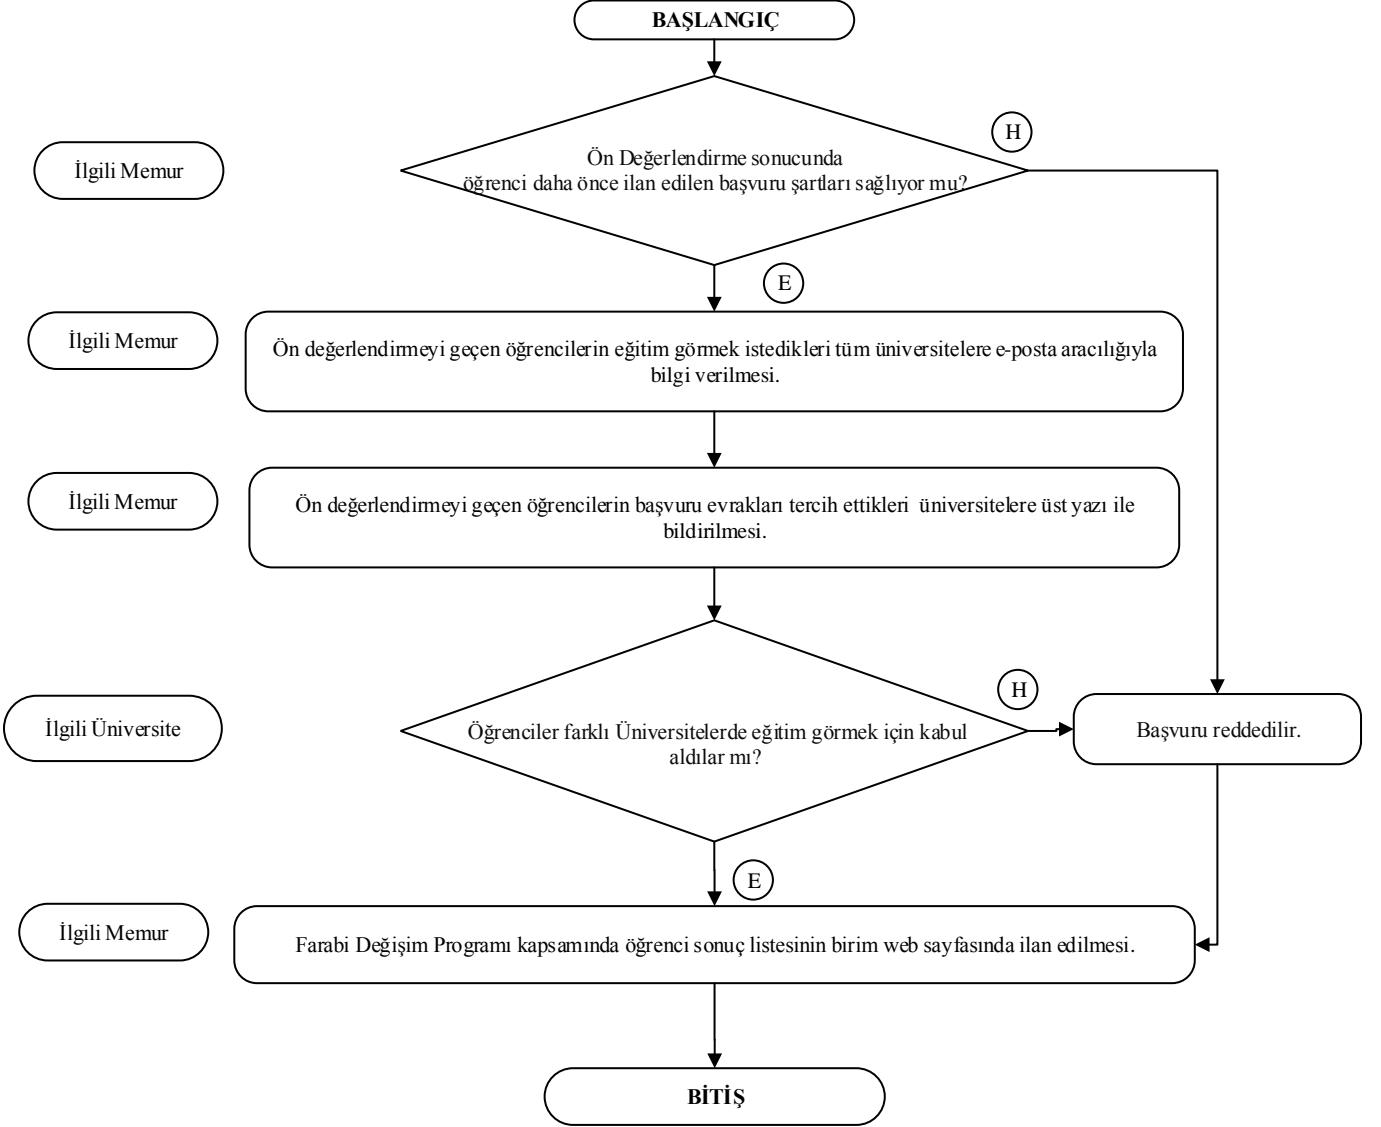 BAŞLANGIÇ
H
İlgili Memur
Ön Değerlendirme sonucunda
öğrenci daha önce ilan edilen başvuru şartları sağlıyor mu?
E
İlgili Memur
Ön değerlendirmeyi geçen öğrencilerin eğitim görmek istedikleri tüm üniversitelere e-posta aracılığıyla
bilgi verilmesi.
İlgili Memur
Ön değerlendirmeyi geçen öğrencilerin başvuru evrakları tercih ettikleri üniversitelere üst yazı ile
bildirilmesi.
H
İlgili Üniversite
Öğrenciler farklı Üniversitelerde eğitim görmek için kabul
aldılar mı?
Başvuru reddedilir.
E
İlgili Memur
Farabi Değişim Programı kapsamında öğrenci sonuç listesinin birim web sayfasında ilan edilmesi.
BİTİŞ